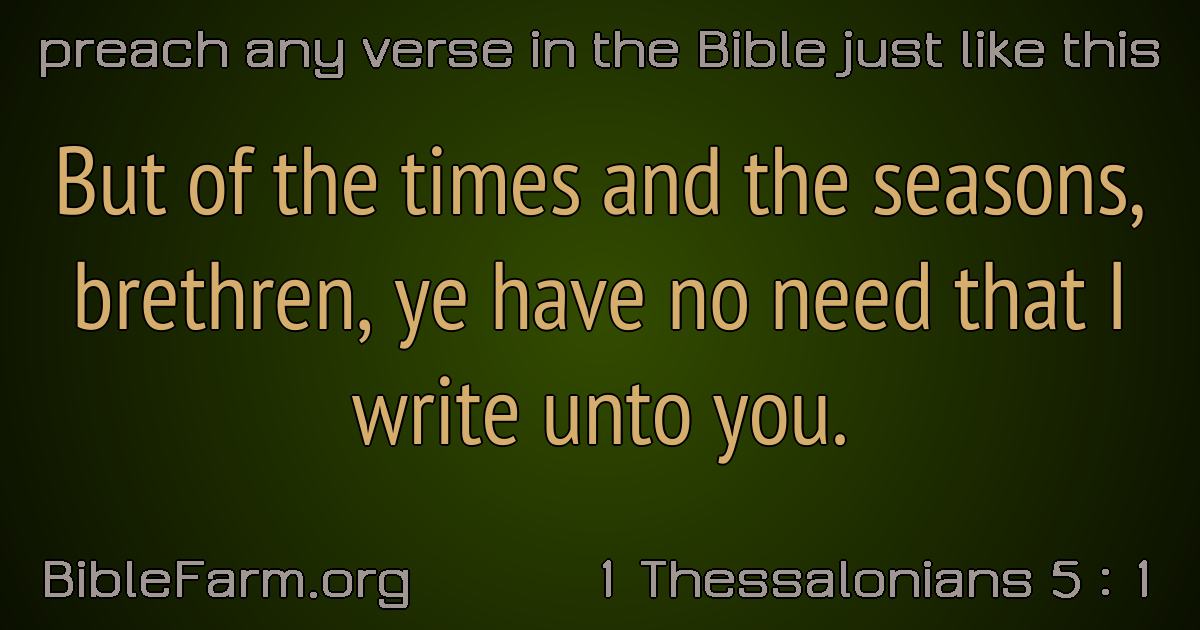 preach any verse in the Bible just like this
But of the times and the seasons,
brethren, ye have no need that I
write unto you.
BibleFarm.org
1 Thessalonians 5 : 1